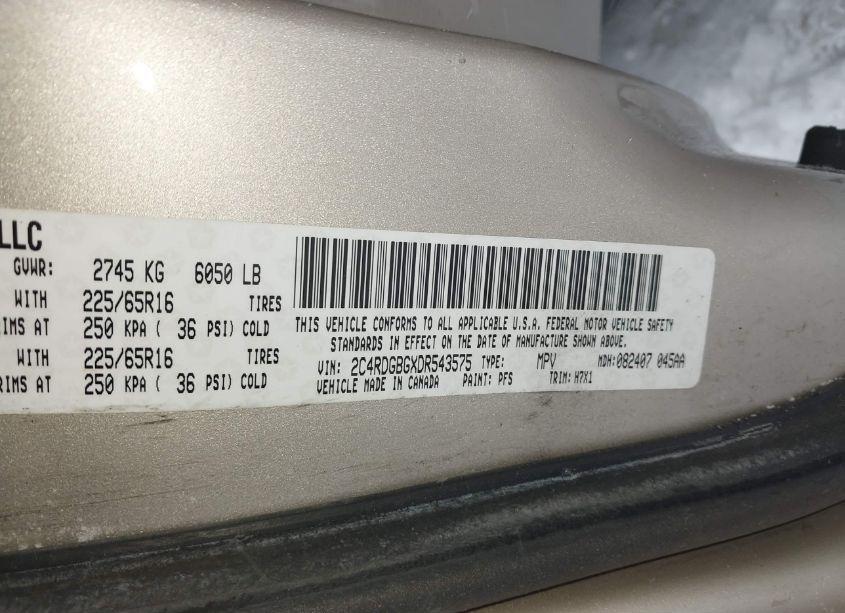 LLC
GVWR: 2745 KG 6050 LB
WITH 225/65R16 TIRES
RIMS AT 250 KPA ( 36 PSI) COLD
WITH 225/65R16 TIRES
RIMS AT 250 KPA ( 36 PSI) COLD
THIS VEHICLE CONFORMS TO ALL APPLICABLE U.S.A. FEDERAL MOTOR VEHICLE SAFETY
STANDARDS IN EFFECT ON THE DATE OF MANUFACTURE SHOWN ABOVE.
VIN: 2C4RDGBGXDR543575 TYPE: MPV MDH: 082407 045AA
VEHICLE MADE IN CANADA PAINT: PFS TRIM: H7X1